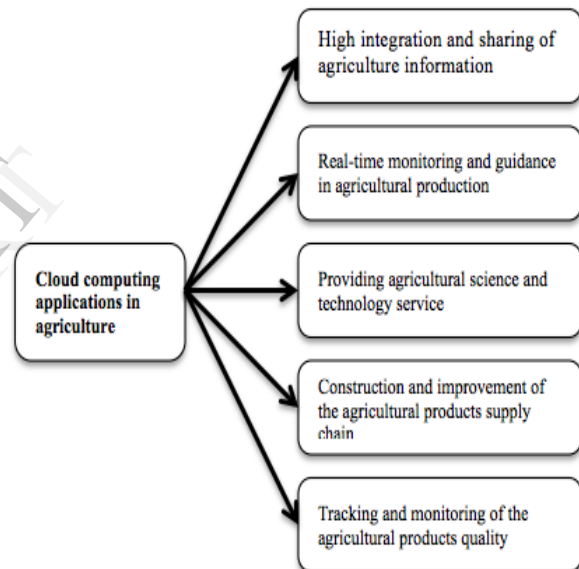 High integration and sharing of
agriculture information
Real-time monitoring and guidance
in agricultural production
Cloud computing
applications in
agriculture
Providing agricultural science and
technology service
Construction and improvement of
the agricultural products supply
chain
Tracking and monitoring of the
agricultural products quality